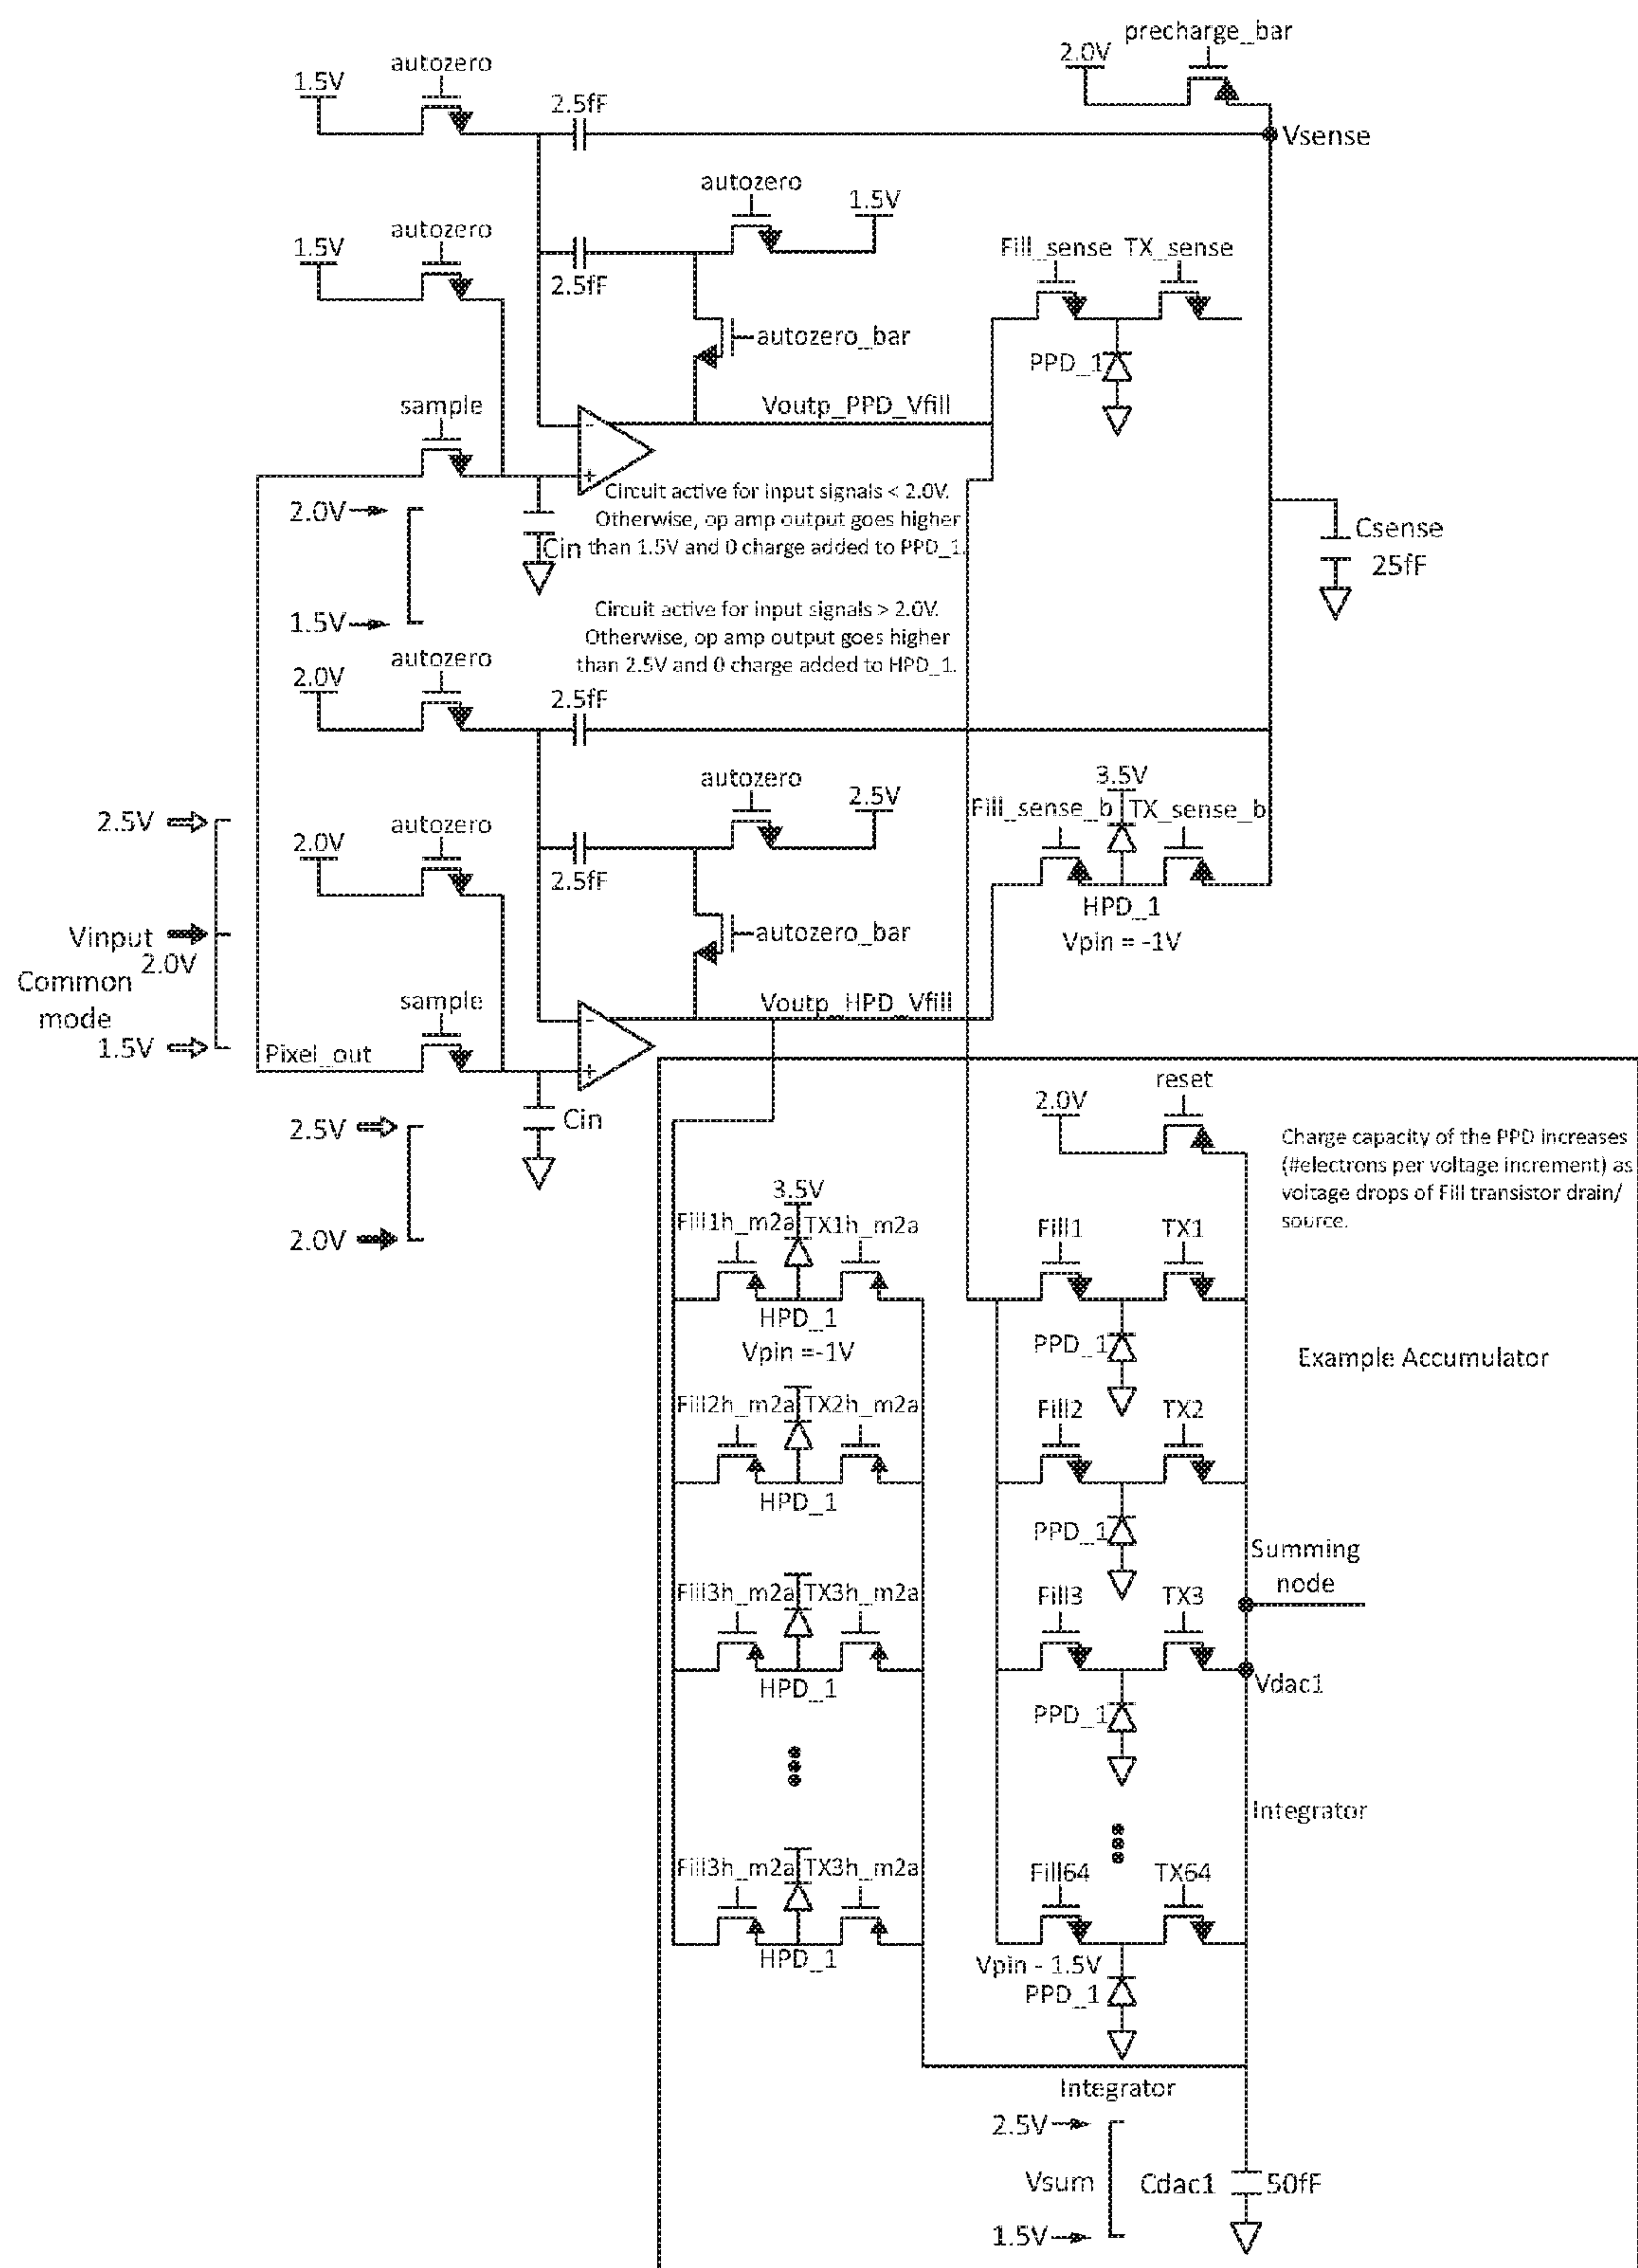 precharge_bar
2.0V
autozero
1.5V
2.5fF
Vsense
autozero
1.5V
autozero
1.5V
2.5fF
Fill_sense TX_sense
autozero_bar
PPD_1
sample
Voutp_PPD_Vfill
-
+
Circuit active for input signals < 2.0V.
Otherwise, op amp output goes higher
than 1.5V and 0 charge added to PPD_1.
2.0V
Cin
Csense
25fF
1.5V
Circuit active for input signals > 2.0V.
Otherwise, op amp output goes higher
than 2.5V and 0 charge added to HPD_1.
autozero
2.0V
2.5fF
autozero
2.5V
3.5V
Fill_sense_b TX_sense_b
2.5V
autozero
2.0V
2.5fF
HPD_1
Vpin = -1V
Vinput
2.0V
Common
mode
1.5V
autozero_bar
sample
Voutp_HPD_Vfill
-
+
Pixel_out
Cin
2.5V
2.0V
reset
2.0V
Charge capacity of the PPD increases
(#electrons per voltage increment) as
voltage drops of Fill transistor drain/
source.
3.5V
Fill1h_m2a TX1h_m2a
HPD_1
Vpin =-1V
Fill1 TX1
PPD_1
Example Accumulator
Fill2h_m2a TX2h_m2a
HPD_1
Fill2 TX2
PPD_1
Summing
node
Fill3h_m2a TX3h_m2a
HPD_1
Fill3 TX3
PPD_1
Vdac1
Integrator
Fill3h_m2a TX3h_m2a
HPD_1
Fill64 TX64
Vpin - 1.5V
PPD_1
Integrator
2.5V
Vsum
1.5V
Cdac1
50fF